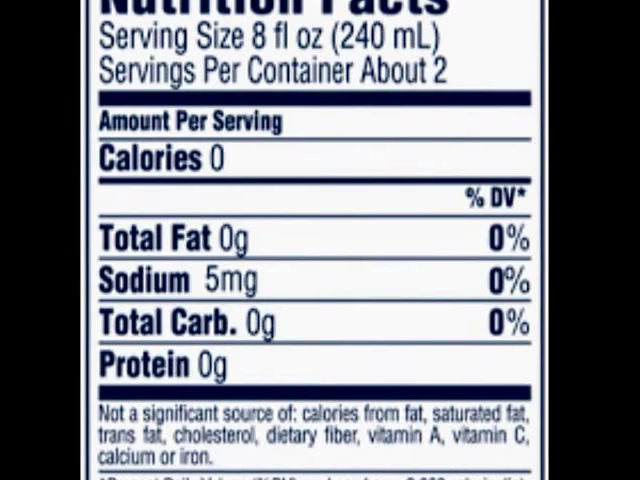 Nutrition Facts
Serving Size 8 fl oz (240 mL)
Servings Per Container About 2
Amount Per Serving
Calories 0
% DV*
Total Fat 0g 0%
Sodium 5mg 0%
Total Carb. 0g 0%
Protein 0g
Not a significant source of: calories from fat, saturated fat,
trans fat, cholesterol, dietary fiber, vitamin A, vitamin C,
calcium or iron.